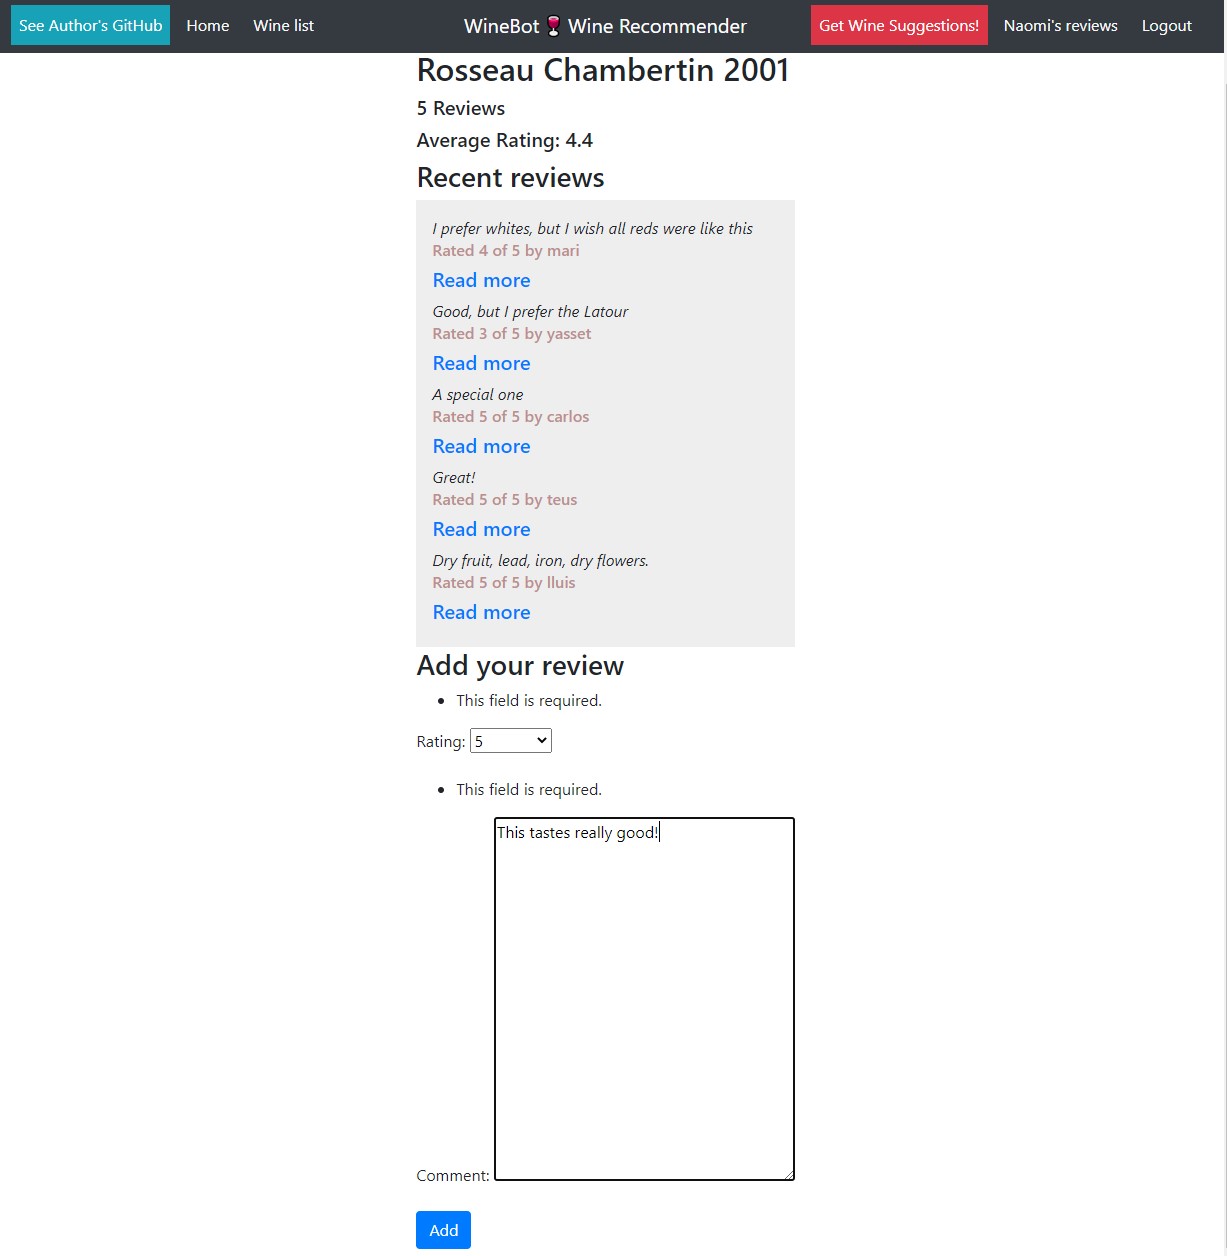 See Author's GitHub Home Wine list WineBot Wine Recommender Get Wine Suggestions! Naomi's reviews Logout
Rosseau Chambertin 2001
5 Reviews
Average Rating: 4.4
Recent reviews
I prefer whites, but I wish all reds were like this
Rated 4 of 5 by mari
Read more
Good, but I prefer the Latour
Rated 3 of 5 by yasset
Read more
A special one
Rated 5 of 5 by carlos
Read more
Great!
Rated 5 of 5 by teus
Read more
Dry fruit, lead, iron, dry flowers.
Rated 5 of 5 by lluis
Read more
Add your review
• This field is required.
Rating: 5
• This field is required.
This tastes really good!
Comment:
Add